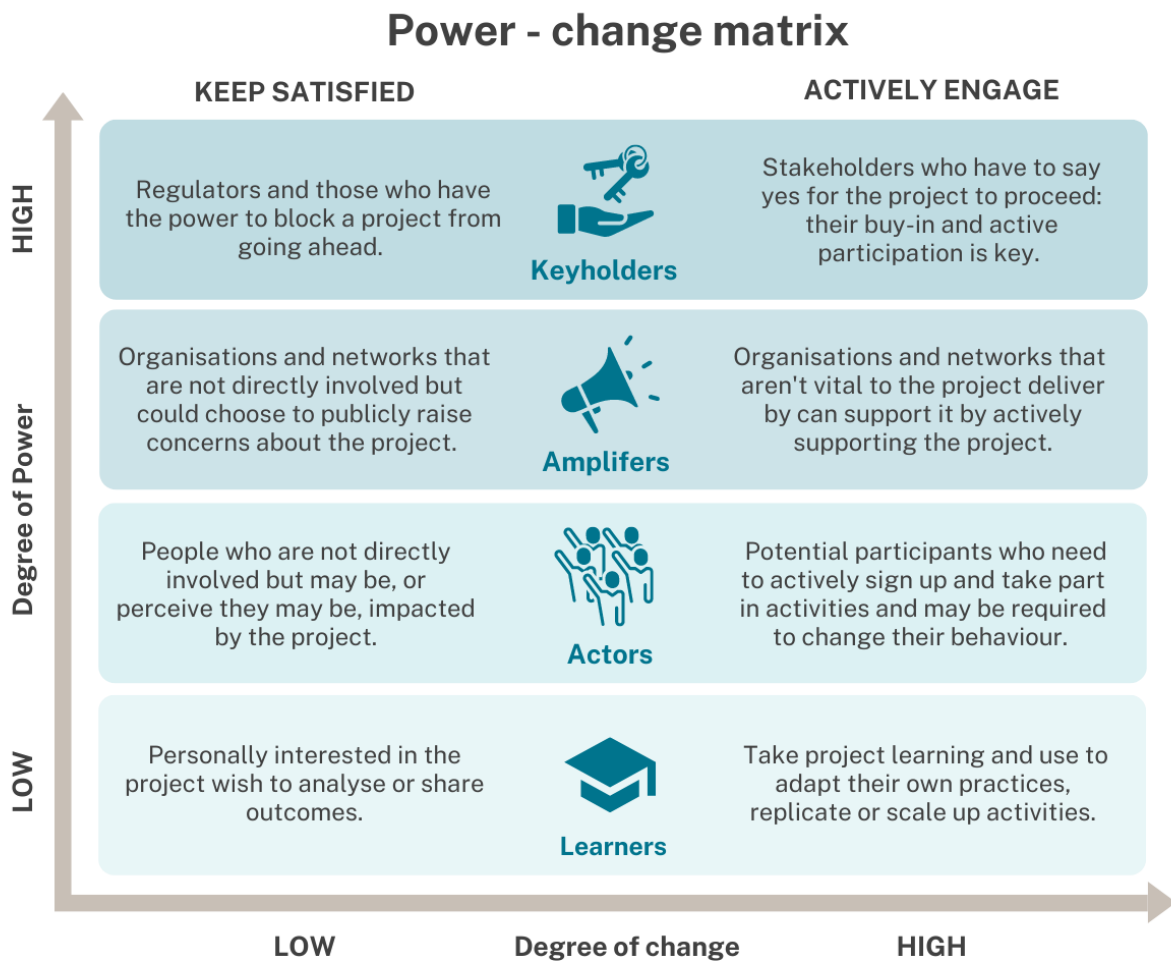 Power - change matrix
KEEP SATISFIED
ACTIVELY ENGAGE
HIGH
Regulators and those who have
the power to block a project from
going ahead.
Keyholders
Stakeholders who have to say
yes for the project to proceed:
their buy-in and active
participation is key.
Degree of Power
Organisations and networks that
are not directly involved but
could choose to publicly raise
concerns about the project.
Amplifers
Organisations and networks that
aren't vital to the project deliver
by can support it by actively
supporting the project.
People who are not directly
involved but may be, or
perceive they may be, impacted
by the project.
Actors
Potential participants who need
to actively sign up and take part
in activities and may be required
to change their behaviour.
LOW
Personally interested in the
project wish to analyse or share
outcomes.
Learners
Take project learning and use to
adapt their own practices,
replicate or scale up activities.
LOW
Degree of change
HIGH